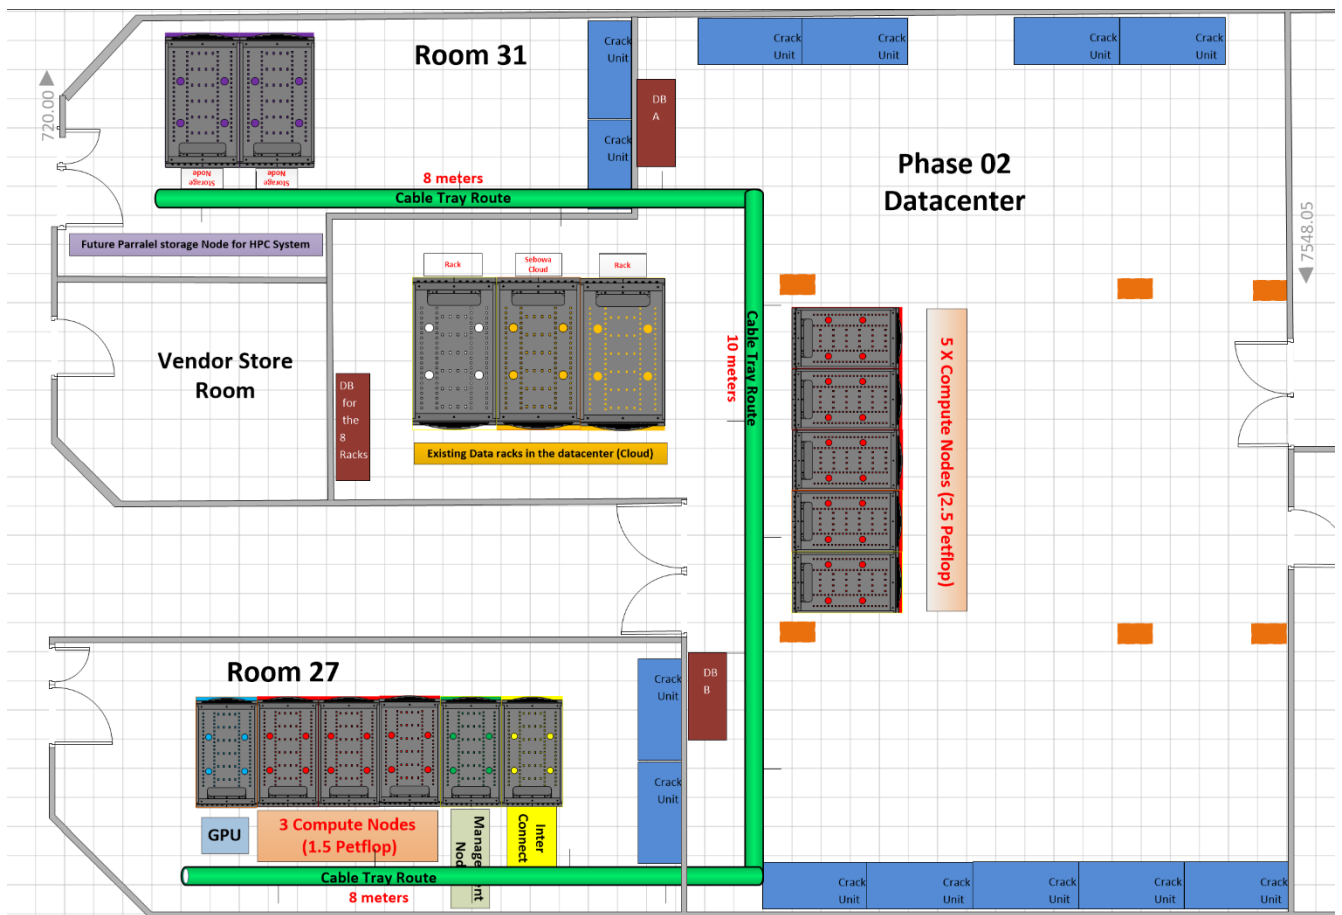 Room 31
Crack
Unit
Crack
Unit
DB
A
Crack
Unit
Crack
Unit
Crack
Unit
Crack
Unit
720.00
Storage
Node
Storage
Node
8 meters
Cable Tray Route
Phase 02
Datacenter
7548.05
Future Parralel storage Node for HPC System
Rack
Sebowa
Cloud
Rack
Vendor Store
Room
DB
for
the
8
Racks
Existing Data racks in the datacenter (Cloud)
10 meters
Cable Tray Route
5 X Compute Nodes (2.5 Petflop)
Room 27
Crack
Unit
Crack
Unit
DB
B
GPU
3 Compute Nodes
(1.5 Petflop)
Management
Inter
Connect
Cable Tray Route
8 meters
Crack
Unit
Crack
Unit
Crack
Unit
Crack
Unit
Crack
Unit